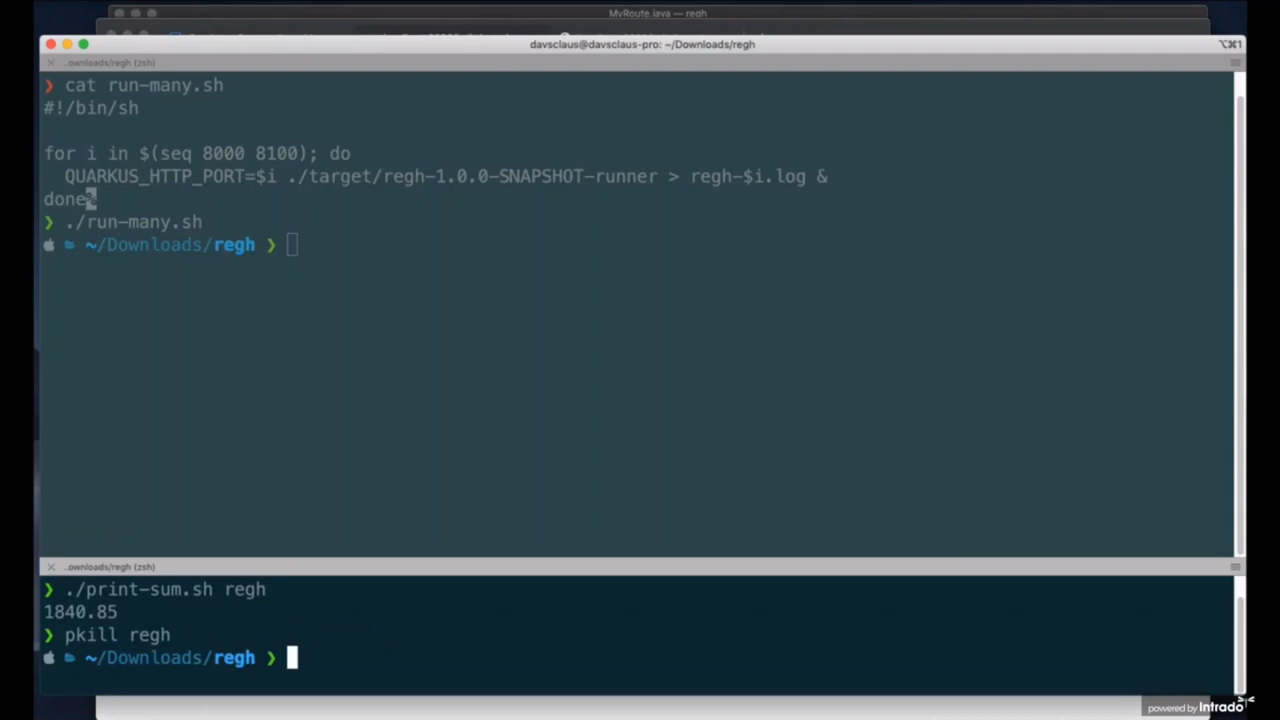 MyRoute.java — regh
davsclaus@davsclaus-pro: ~/Downloads/regh
⌥⌘1
..ownloads/regh (zsh)
❯ cat run-many.sh
#!/bin/sh
for i in $(seq 8000 8100); do
  QUARKUS_HTTP_PORT=$i ./target/regh-1.0.0-SNAPSHOT-runner > regh-$i.log &
done%
❯ ./run-many.sh
~/Downloads/regh ❯
..ownloads/regh (zsh)
❯ ./print-sum.sh regh
1840.85
❯ pkill regh
~/Downloads/regh ❯
powered by Intrado